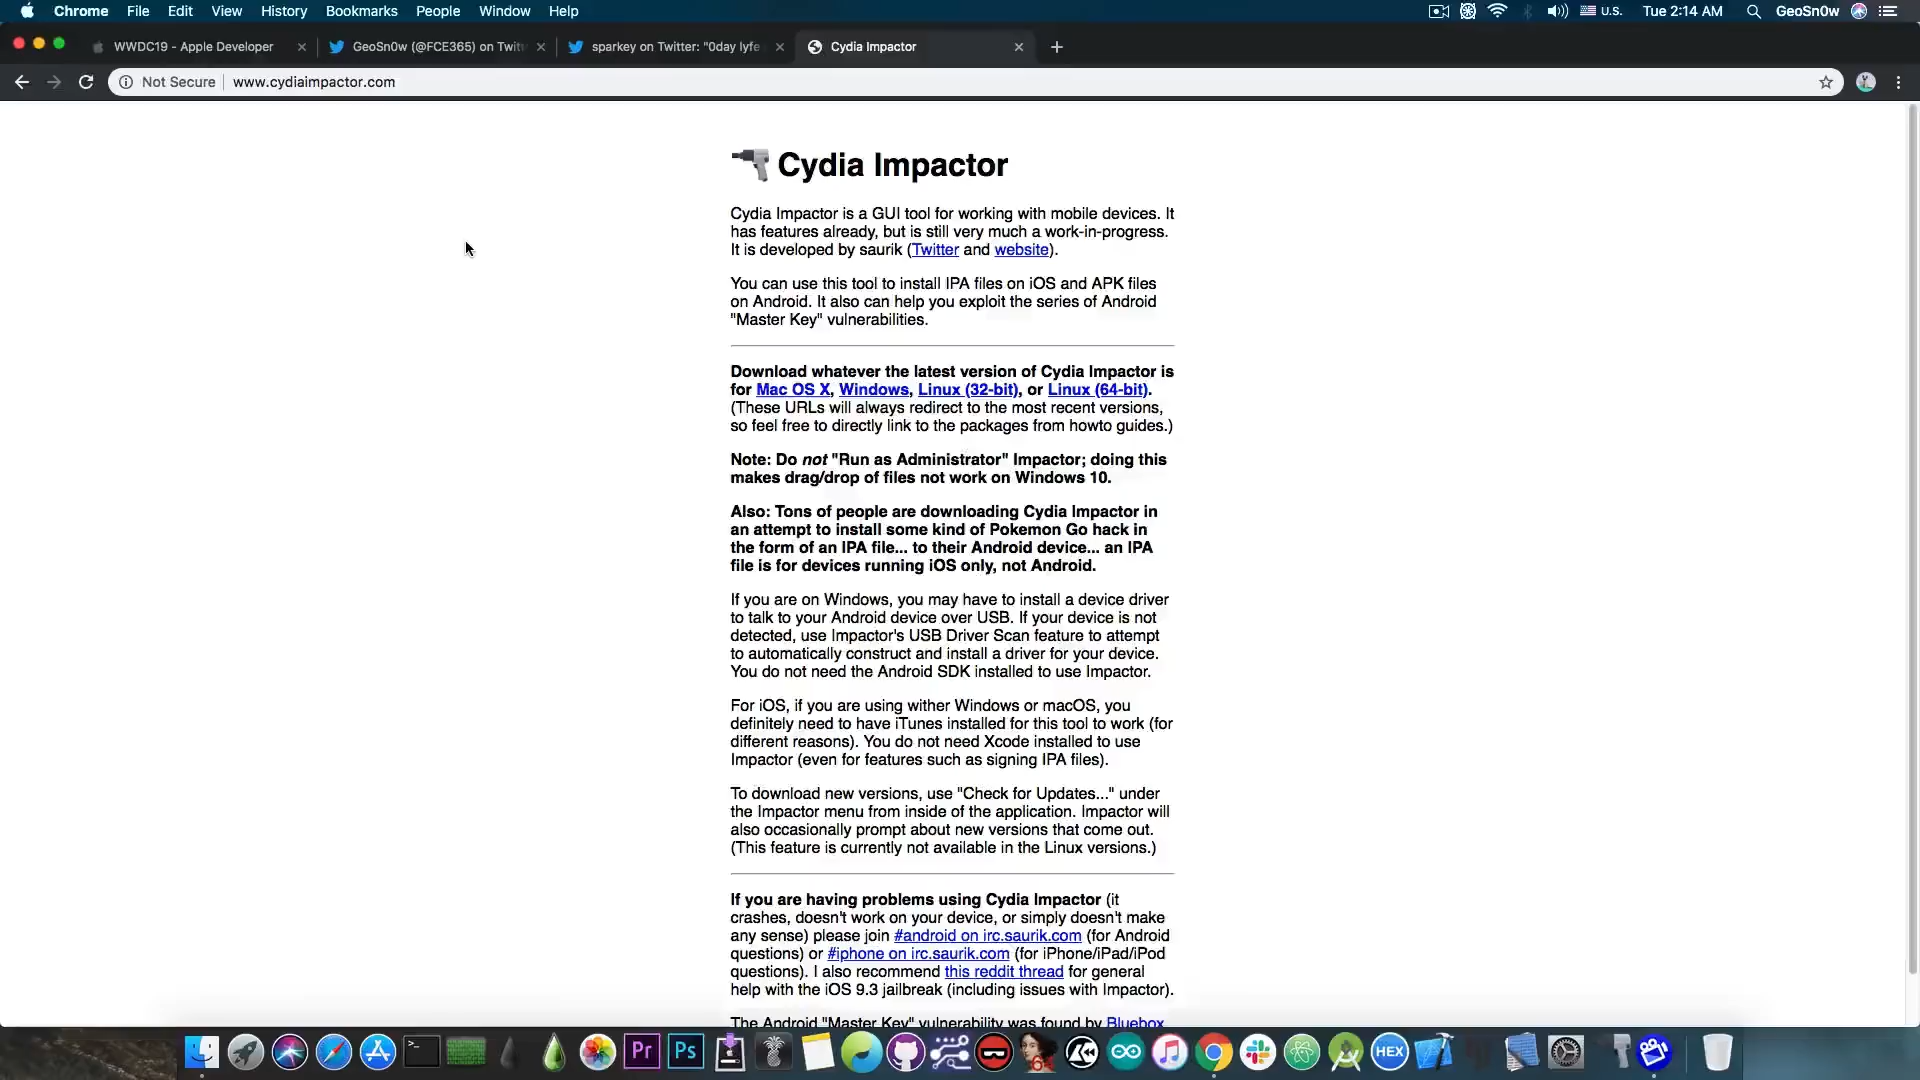 Chrome File Edit View History Bookmarks People Window Help U.S. Tue 2:14 AM GeoSn0w
WWDC19 - Apple Developer GeoSn0w (@FCE365) on Twit sparkey on Twitter: "0day lyfe Cydia Impactor
Not Secure www.cydiaimpactor.com
Cydia Impactor
Cydia Impactor is a GUI tool for working with mobile devices. It
has features already, but is still very much a work-in-progress.
It is developed by saurik (Twitter and website).
You can use this tool to install IPA files on iOS and APK files
on Android. It also can help you exploit the series of Android
"Master Key" vulnerabilities.
Download whatever the latest version of Cydia Impactor is
for Mac OS X, Windows, Linux (32-bit), or Linux (64-bit).
(These URLs will always redirect to the most recent versions,
so feel free to directly link to the packages from howto guides.)
Note: Do not "Run as Administrator" Impactor; doing this
makes drag/drop of files not work on Windows 10.
Also: Tons of people are downloading Cydia Impactor in
an attempt to install some kind of Pokemon Go hack in
the form of an IPA file... to their Android device... an IPA
file is for devices running iOS only, not Android.
If you are on Windows, you may have to install a device driver
to talk to your Android device over USB. If your device is not
detected, use Impactor's USB Driver Scan feature to attempt
to automatically construct and install a driver for your device.
You do not need the Android SDK installed to use Impactor.
For iOS, if you are using wither Windows or macOS, you
definitely need to have iTunes installed for this tool to work (for
different reasons). You do not need Xcode installed to use
Impactor (even for features such as signing IPA files).
To download new versions, use "Check for Updates..." under
the Impactor menu from inside of the application. Impactor will
also occasionally prompt about new versions that come out.
(This feature is currently not available in the Linux versions.)
If you are having problems using Cydia Impactor (it
crashes, doesn't work on your device, or simply doesn't make
any sense) please join #android on irc.saurik.com (for Android
questions) or #iphone on irc.saurik.com (for iPhone/iPad/iPod
questions). I also recommend this reddit thread for general
help with the iOS 9.3 jailbreak (including issues with Impactor).
The Android "Master Key" vulnerability was found by Bluebox
Pr Ps HEX